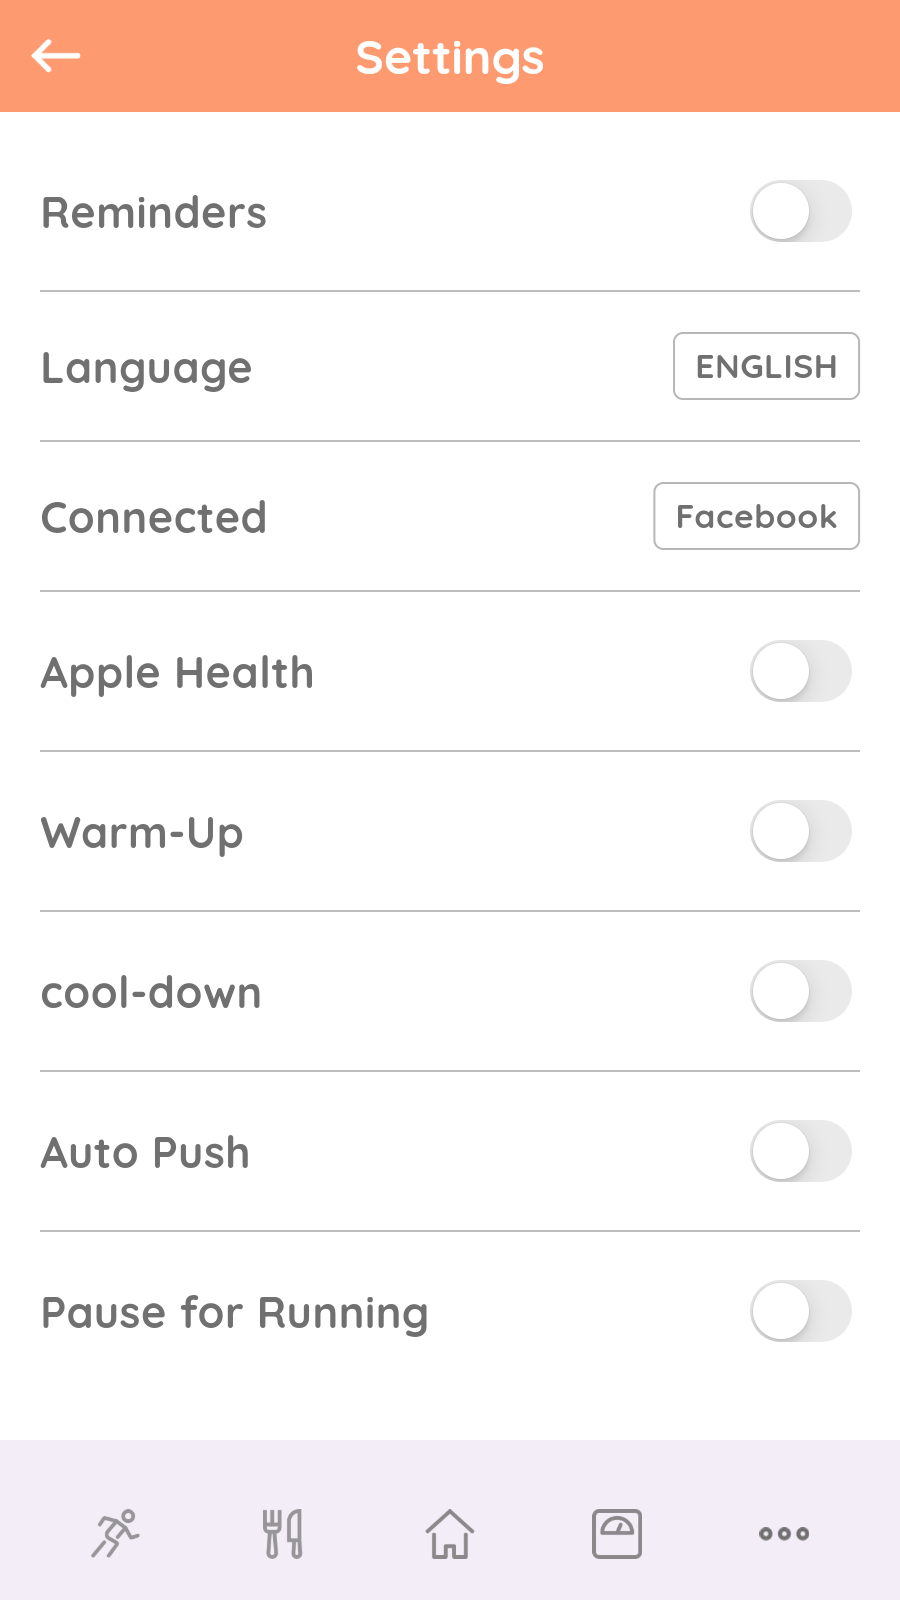 Settings
Reminders
Language
ENGLISH
Connected
Facebook
Apple Health
Warm-Up
cool-down
Auto Push
Pause for Running